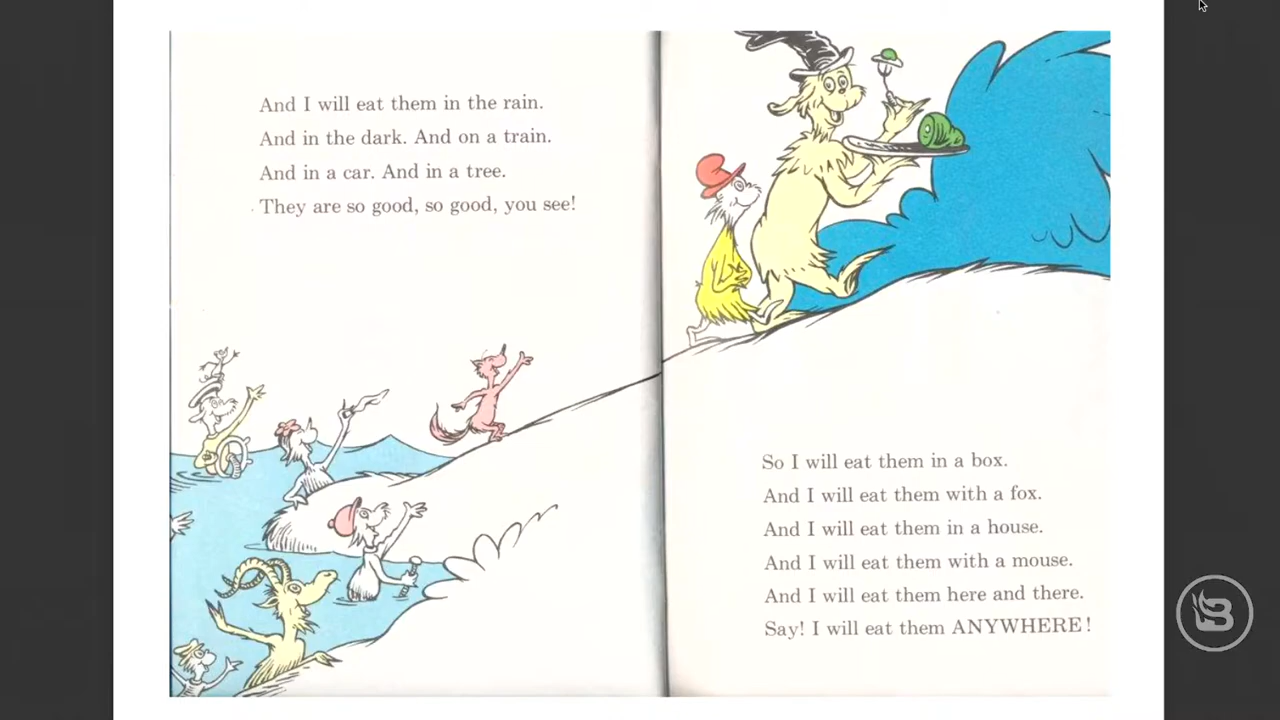 And I will eat them in the rain.
And in the dark. And on a train.
And in a car. And in a tree.
They are so good, so good, you see!
So I will eat them in a box.
And I will eat them with a fox.
And I will eat them in a house.
And I will eat them with a mouse.
And I will eat them here and there.
Say! I will eat them ANYWHERE!